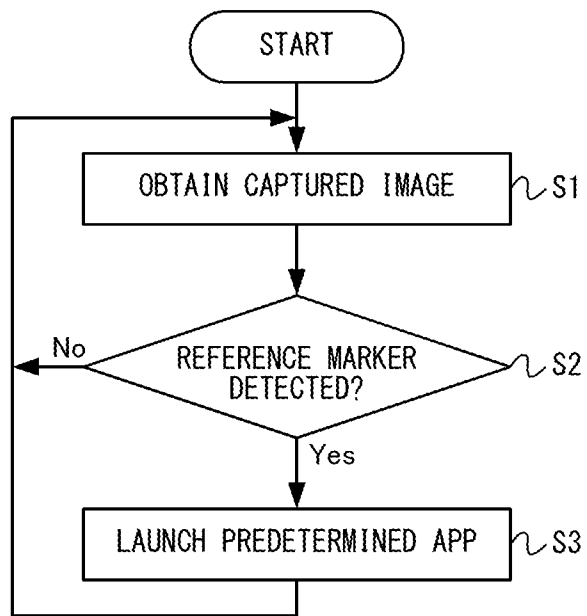 START
OBTAIN CAPTURED IMAGE
S1
No
REFERENCE MARKER
DETECTED?
S2
Yes
LAUNCH PREDETERMINED APP
S3